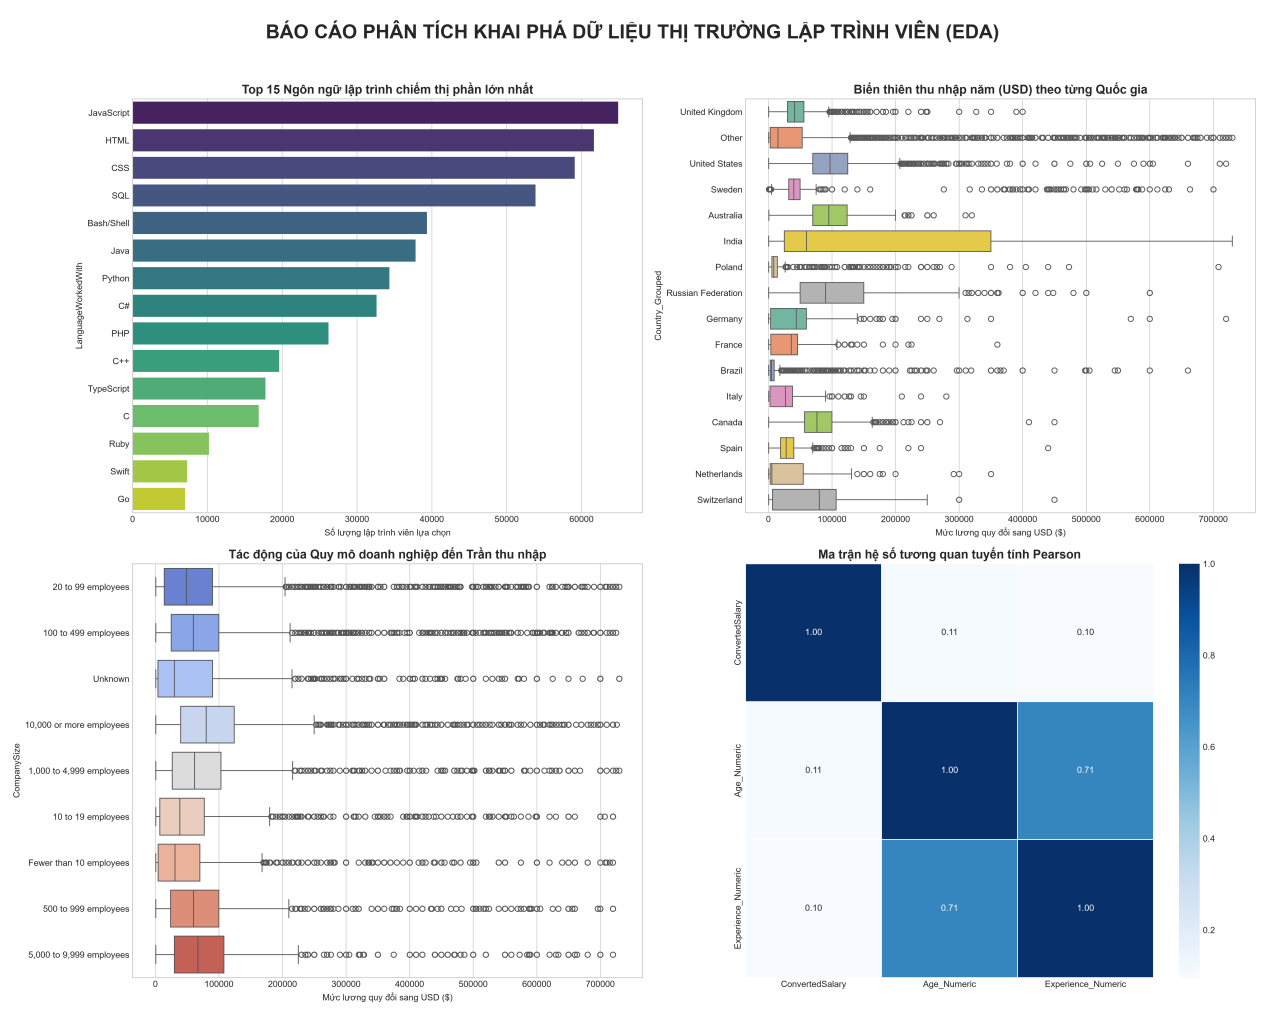 BÁO CÁO PHÂN TÍCH KHAI PHÁ DỮ LIỆU THỊ TRƯỜNG LẬP TRÌNH VIÊN (EDA)
Top 15 Ngôn ngữ lập trình chiếm thị phần lớn nhất
LanguageWorkedWith
JavaScript
HTML
CSS
SQL
Bash/Shell
Java
Python
C#
PHP
C++
TypeScript
C
Ruby
Swift
Go
0 10000 20000 30000 40000 50000 60000
Số lượng lập trình viên lựa chọn
Biến thiên thu nhập năm (USD) theo từng Quốc gia
Country_Grouped
United Kingdom
Other
United States
Sweden
Australia
India
Poland
Russian Federation
Germany
France
Brazil
Italy
Canada
Spain
Netherlands
Switzerland
0 100000 200000 300000 400000 500000 600000 700000
Mức lương quy đổi sang USD ($)
Tác động của Quy mô doanh nghiệp đến Trần thu nhập
CompanySize
20 to 99 employees
100 to 499 employees
Unknown
10,000 or more employees
1,000 to 4,999 employees
10 to 19 employees
Fewer than 10 employees
500 to 999 employees
5,000 to 9,999 employees
0 100000 200000 300000 400000 500000 600000 700000
Mức lương quy đổi sang USD ($)
Ma trận hệ số tương quan tuyến tính Pearson
ConvertedSalary
1.00 0.11 0.10
Age_Numeric
0.11 1.00 0.71
Experience_Numeric
0.10 0.71 1.00
ConvertedSalary Age_Numeric Experience_Numeric
1.0
0.8
0.6
0.4
0.2